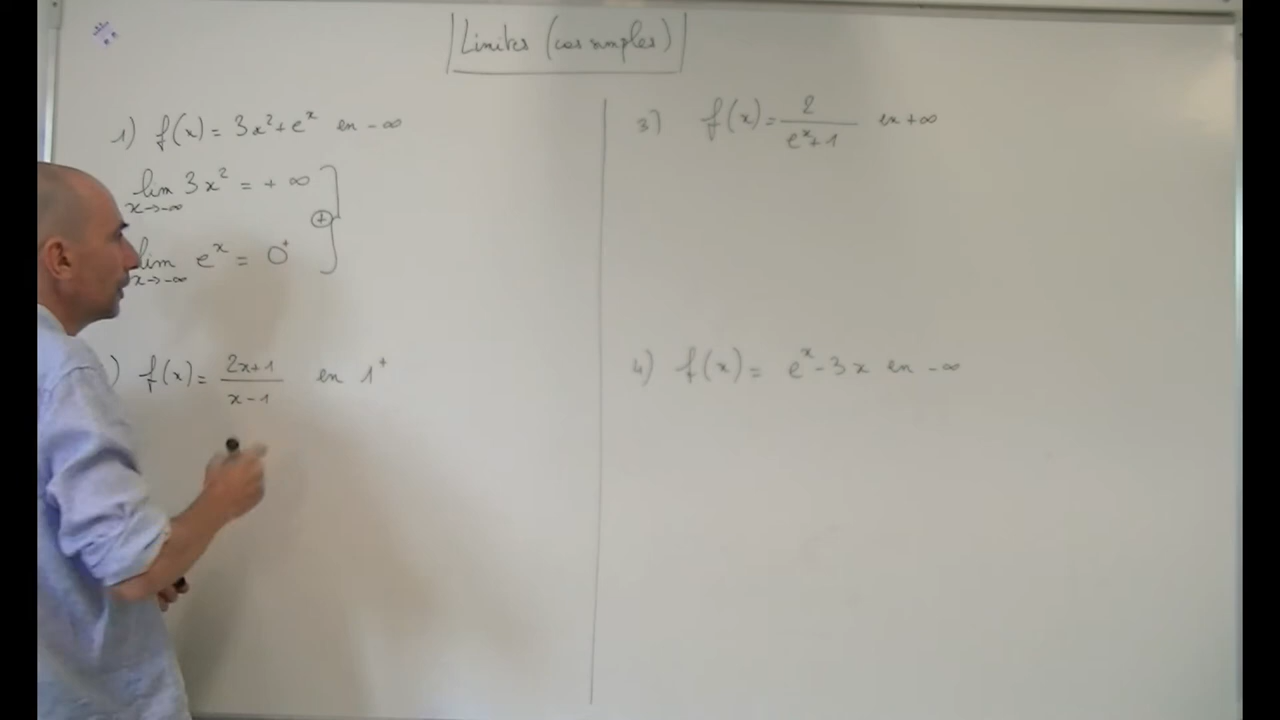 Limites (cas simples)
1) f(x) = 3x² + eˣ en -∞
lim 3x² = + ∞
x→-∞
⊕
lim eˣ = 0⁺
x→-∞
) f(x) = 2x+1 / x-1 en 1⁺
3) f(x) = 2 / eˣ+1 en +∞
4) f(x) = eˣ - 3x en -∞